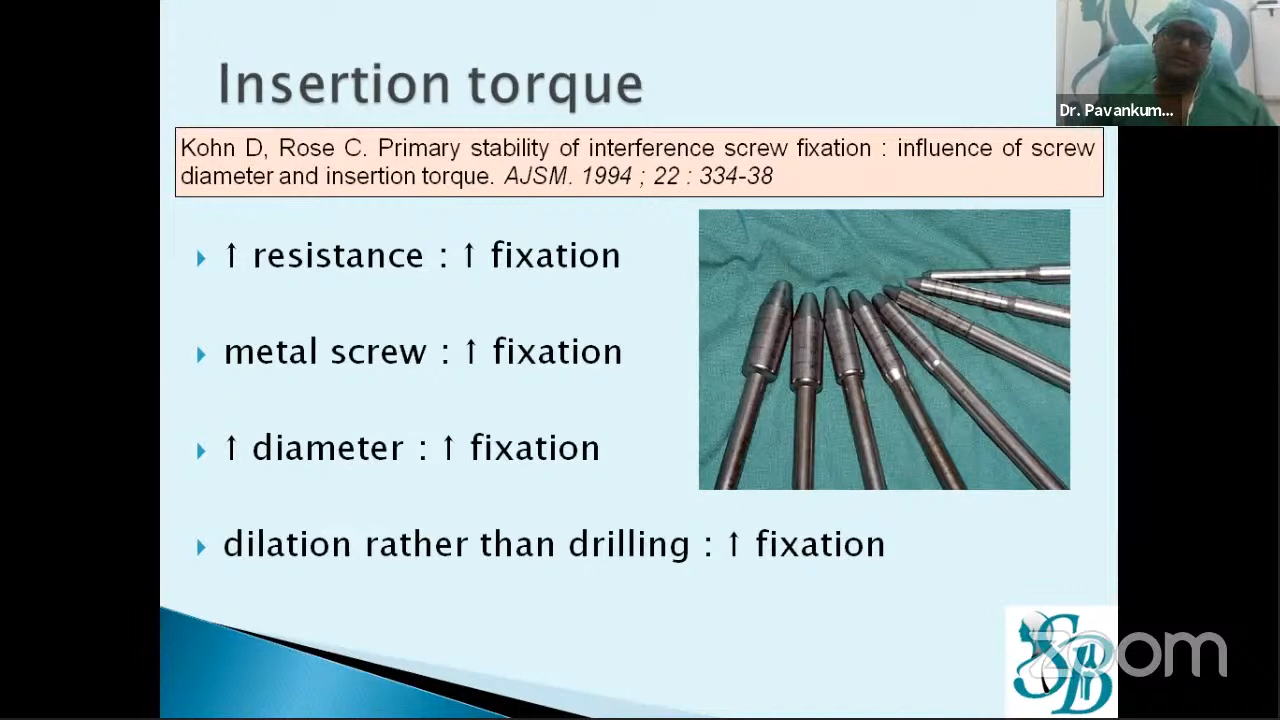 Insertion torque
Dr. Pavankum...
Kohn D, Rose C. Primary stability of interference screw fixation : influence of screw
diameter and insertion torque. AJSM. 1994 ; 22 : 334-38
↑ resistance : ↑ fixation
metal screw : ↑ fixation
↑ diameter : ↑ fixation
dilation rather than drilling : ↑ fixation
zoom